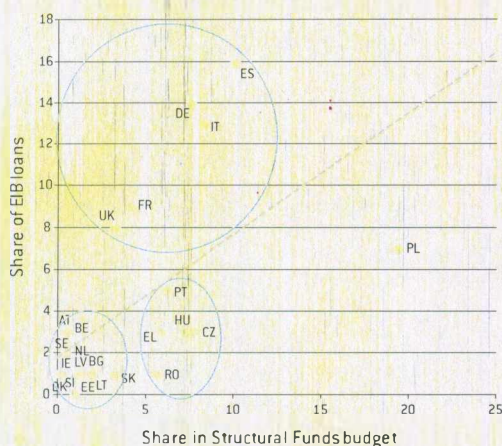 Share of EIB loans
18
16
14
12
10
8
6
4
2
0
ES
DE
IT
FR
UK
PL
PT
AT
HU
BE
CZ
EL
SE
NL
IE LV BG
RO
SK
SI
DK EE LT
0 5 10 15 20 25
Share in Structural Funds budget